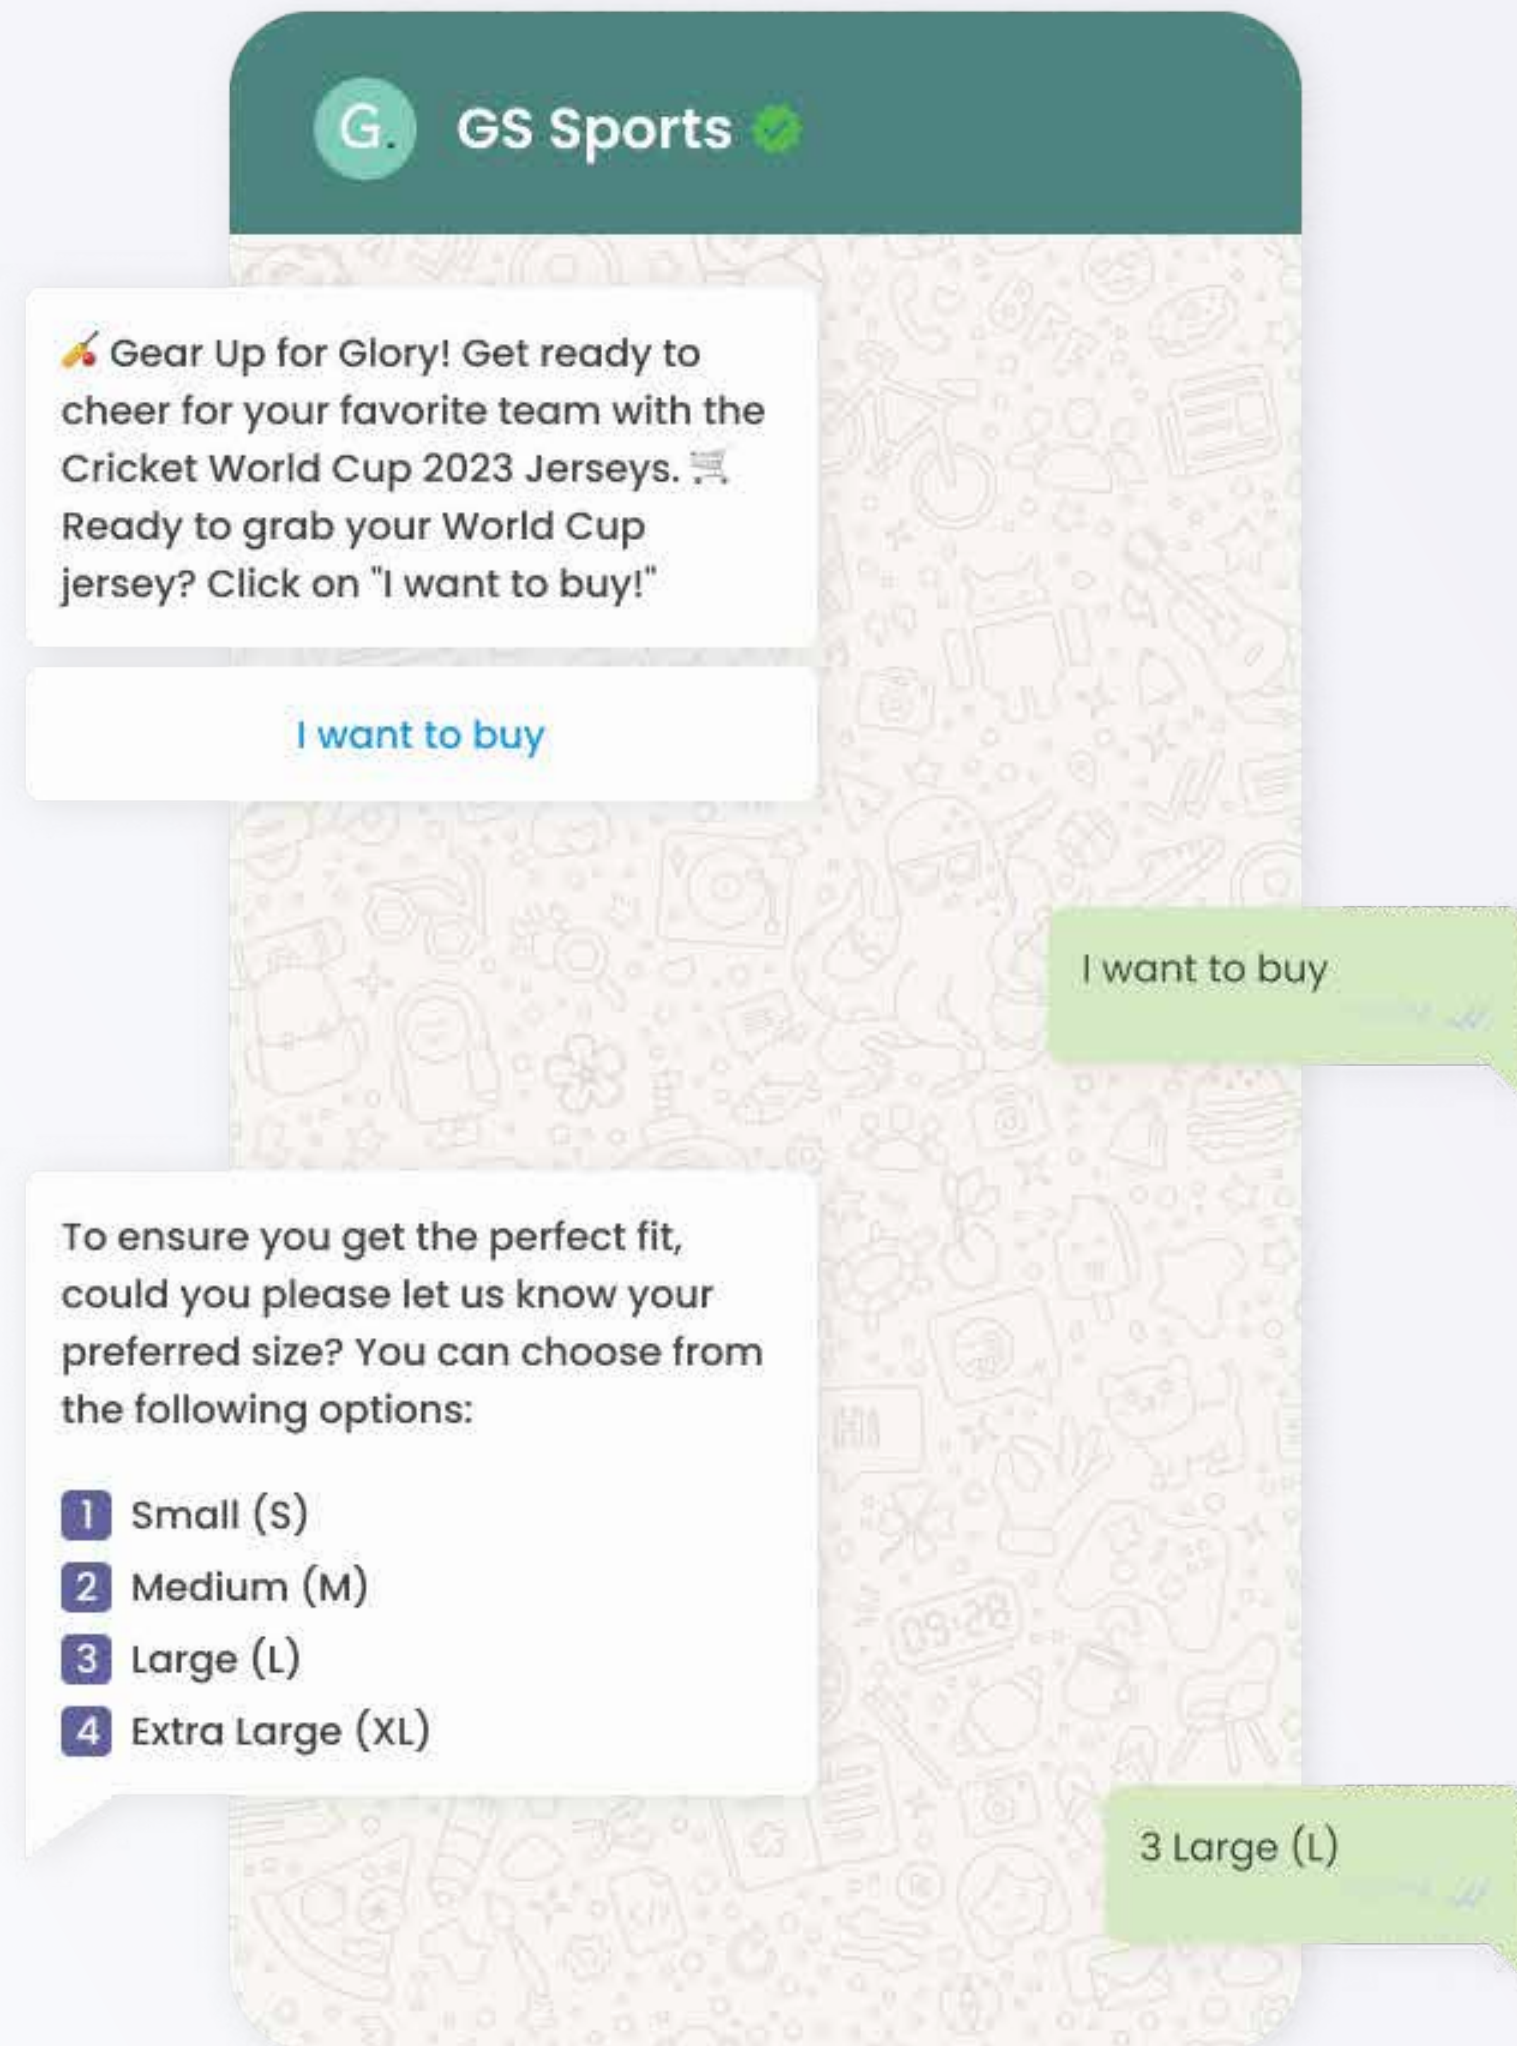 G.
GS Sports
🏏 Gear Up for Glory! Get ready to
cheer for your favorite team with the
Cricket World Cup 2023 Jerseys. 🛒
Ready to grab your World Cup
jersey? Click on "I want to buy!"
I want to buy
I want to buy
To ensure you get the perfect fit,
could you please let us know your
preferred size? You can choose from
the following options:
1 Small (S)
2 Medium (M)
3 Large (L)
4 Extra Large (XL)
09:28
3 Large (L)